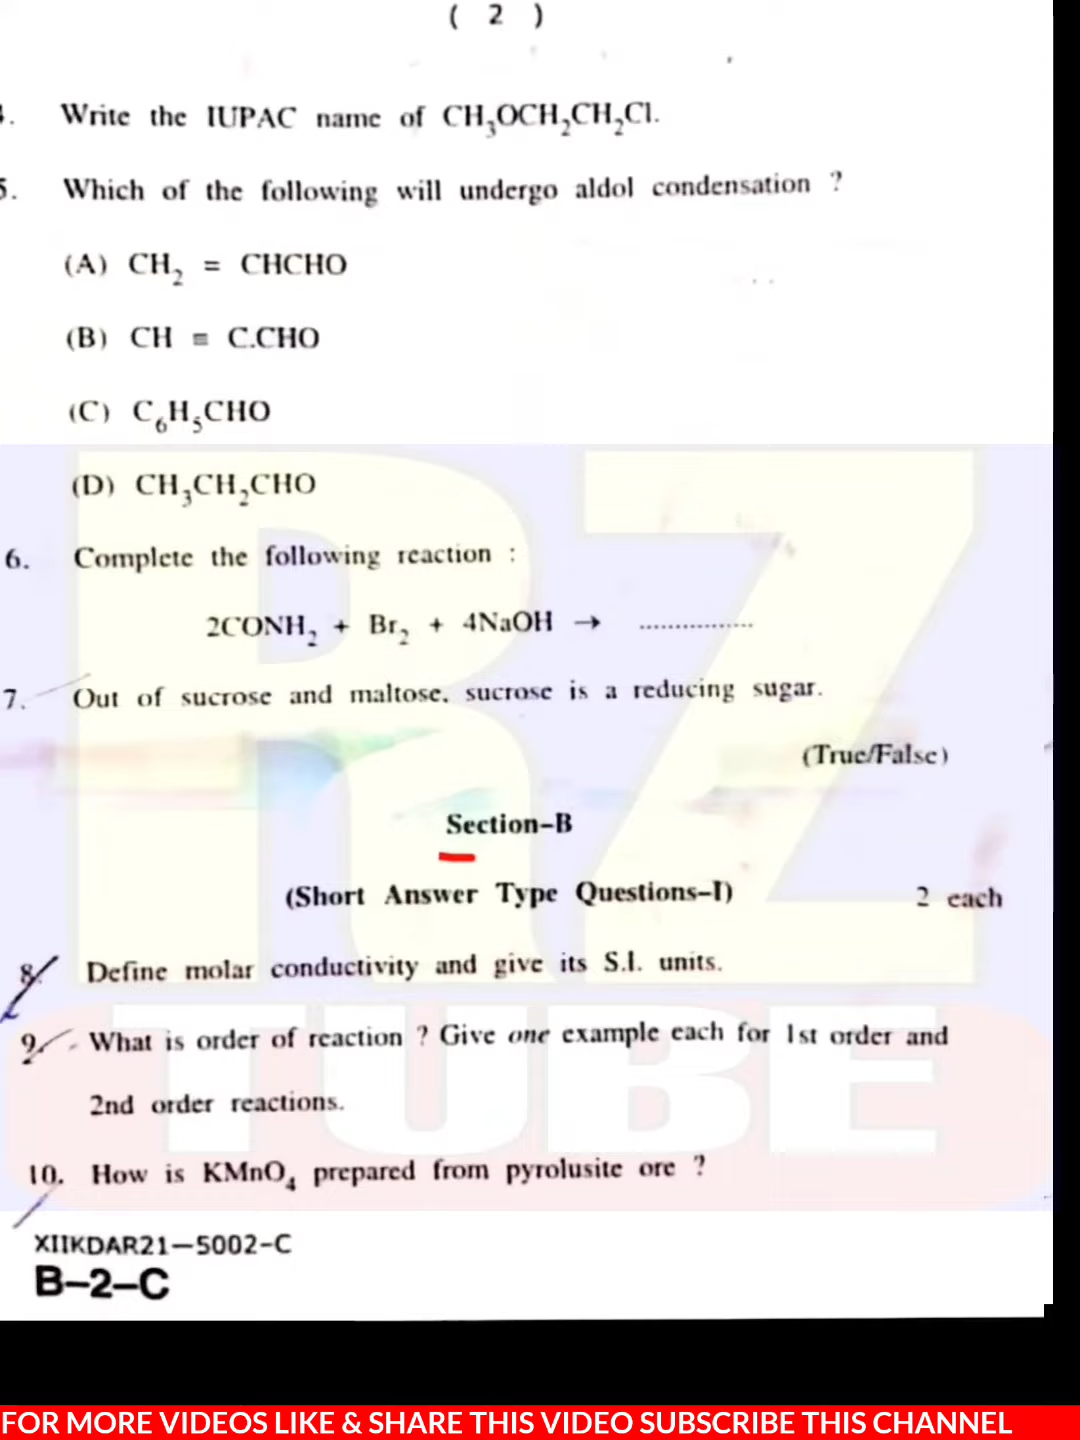 ( 2 )
4. Write the IUPAC name of CH₃OCH₂CH₂Cl.
5. Which of the following will undergo aldol condensation ?
(A) CH₂ = CHCHO
(B) CH ≡ C.CHO
(C) C₆H₅CHO
(D) CH₃CH₂CHO
6. Complete the following reaction :
2CONH₂ + Br₂ + 4NaOH → ................
7. Out of sucrose and maltose, sucrose is a reducing sugar.
(True/False)
Section–B
(Short Answer Type Questions–I) 2 each
8. Define molar conductivity and give its S.I. units.
9. What is order of reaction ? Give one example each for 1st order and
2nd order reactions.
10. How is KMnO₄ prepared from pyrolusite ore ?
XIIKDAR21—5002-C
B–2–C
RZ
TUBE
FOR MORE VIDEOS LIKE & SHARE THIS VIDEO SUBSCRIBE THIS CHANNEL